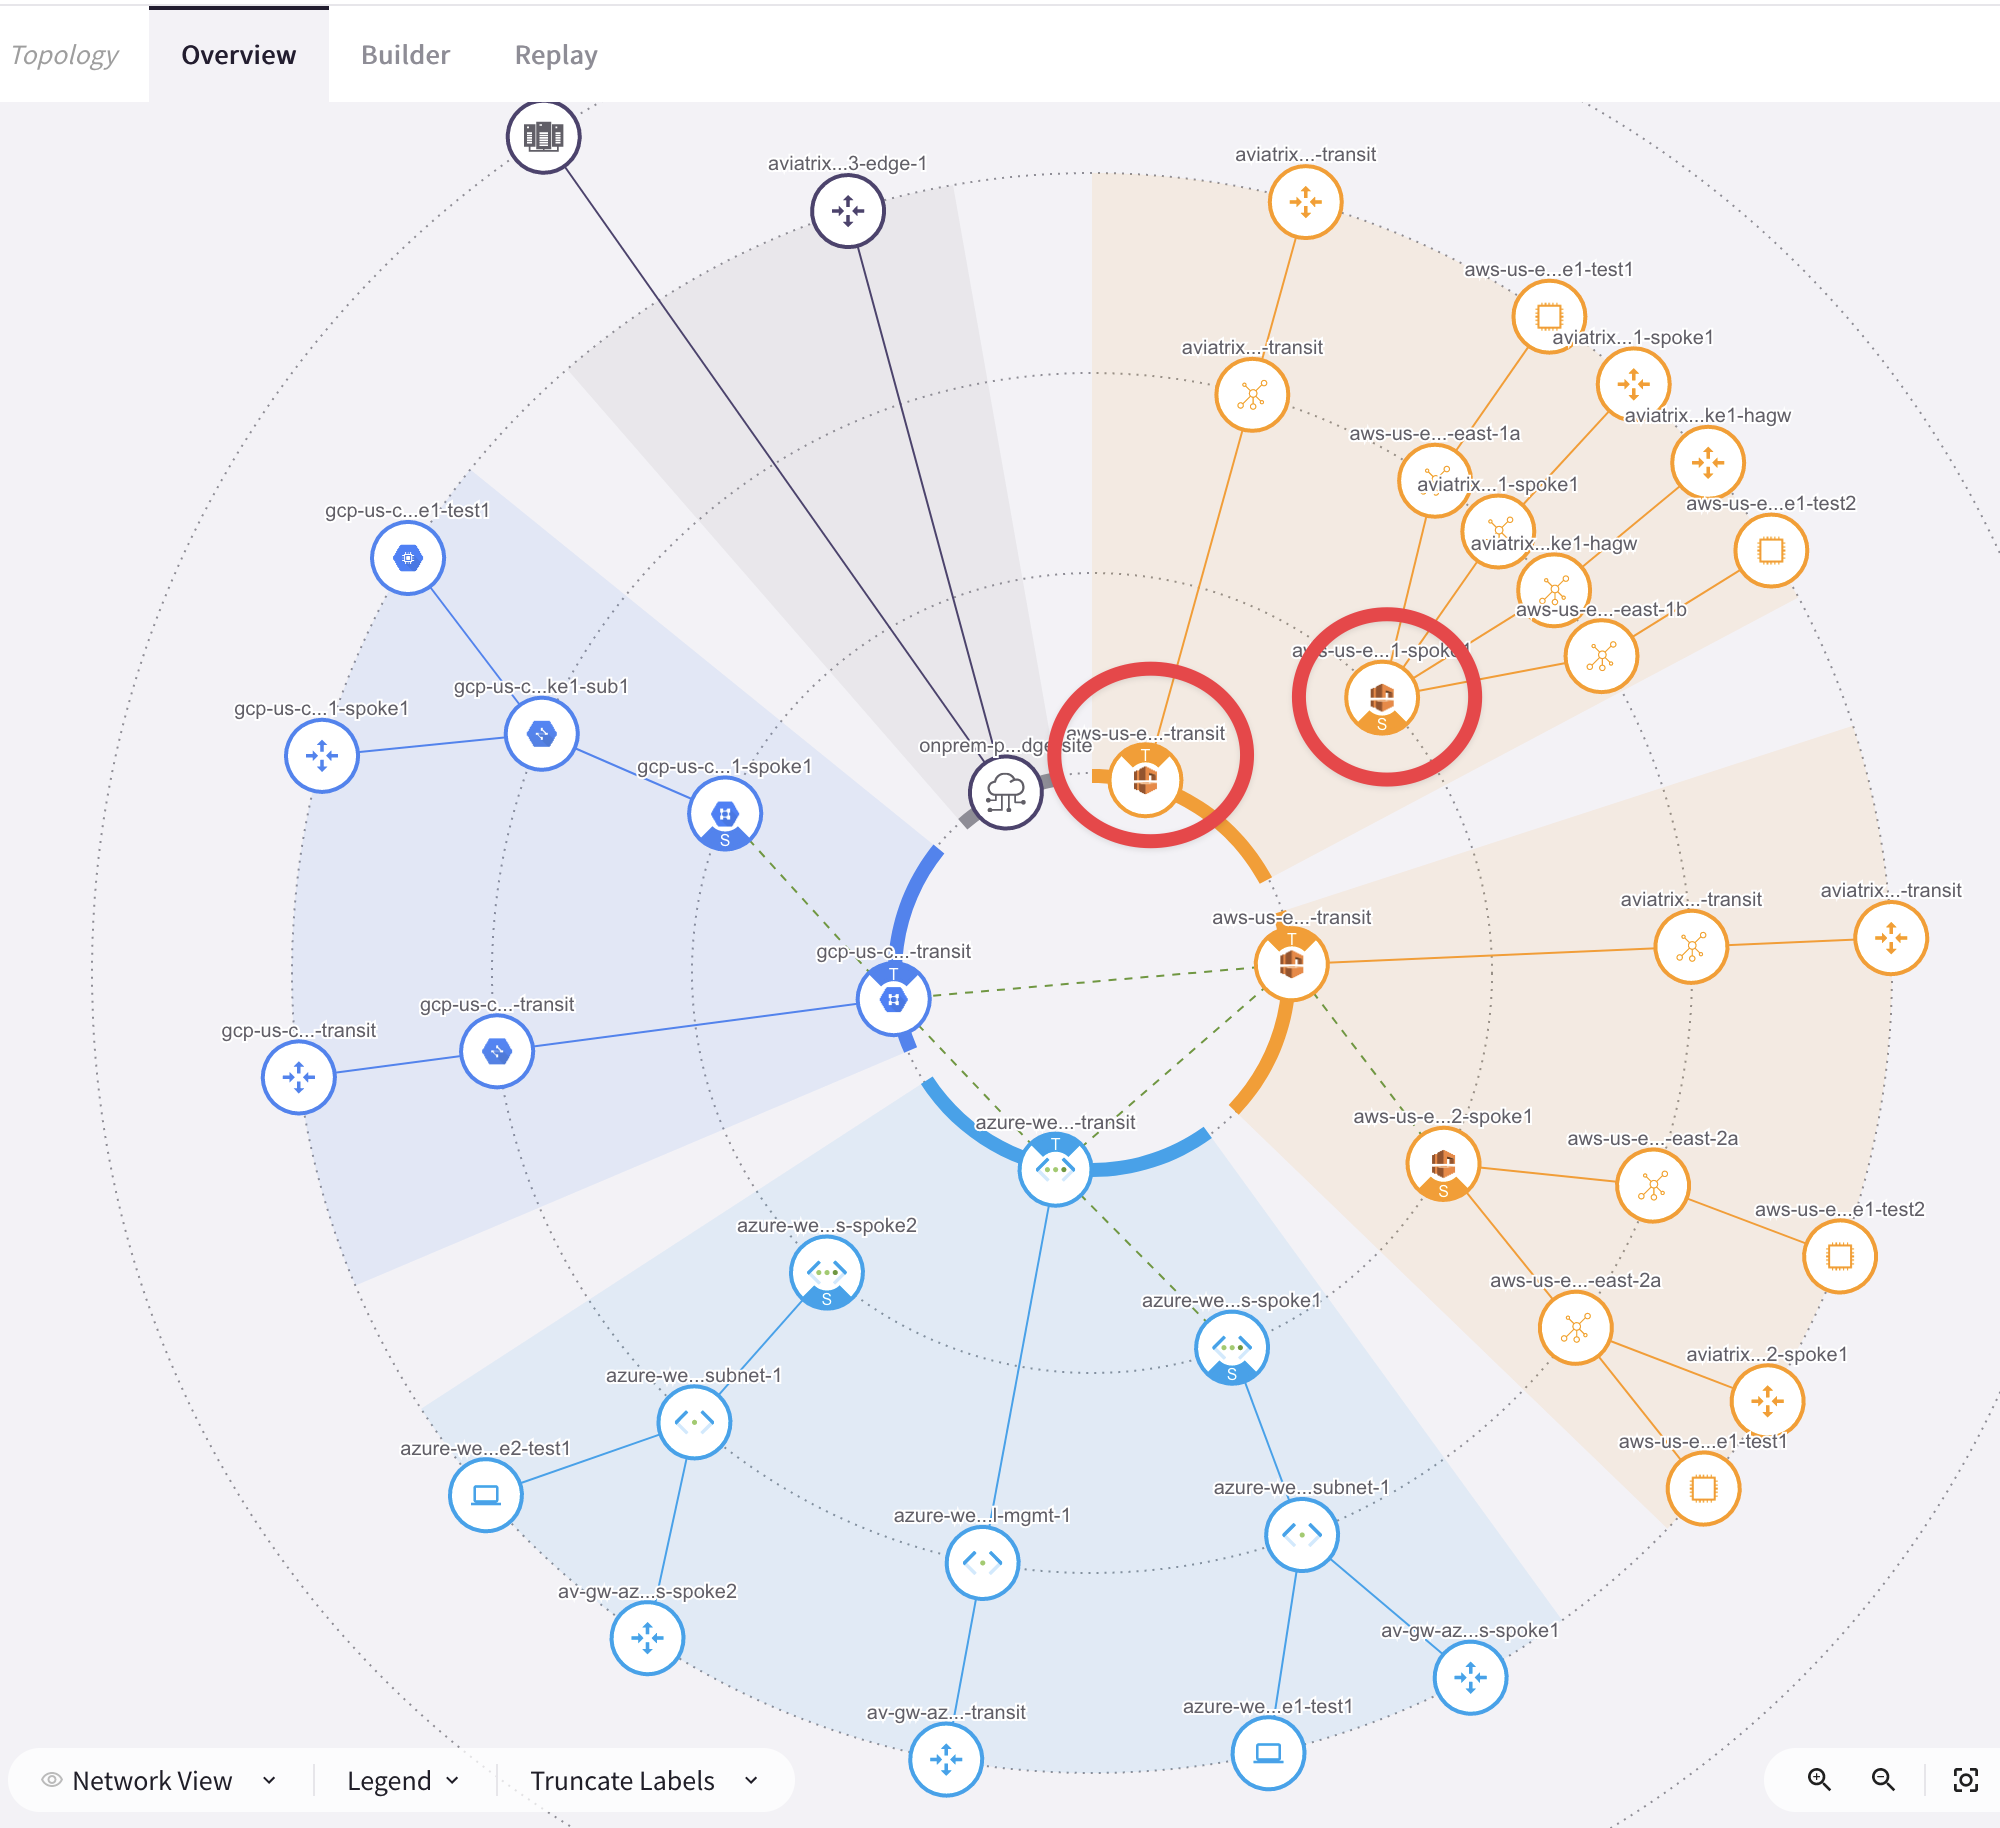 Topology
Overview
Builder
Replay
aviatrix...3-edge-1
aviatrix...-transit
aws-us-e...e1-test1
aviatrix...1-spoke1
aviatrix...-transit
aviatrix...ke1-hagw
aws-us-e...-east-1a
aviatrix...1-spoke1
aws-us-e...e1-test2
gcp-us-c...e1-test1
aviatrix...ke1-hagw
aws-us-e...-east-1b
aws-us-e...1-spoke1
S
gcp-us-c...ke1-sub1
gcp-us-c...1-spoke1
onprem-p...dge-site
aws-us-e...-transit
T
gcp-us-c...1-spoke1
S
aviatrix...-transit
aviatrix...-transit
aws-us-e...-transit
T
gcp-us-c...-transit
T
gcp-us-c...-transit
gcp-us-c...-transit
aws-us-e...2-spoke1
S
azure-we...-transit
T
aws-us-e...-east-2a
aws-us-e...e1-test2
azure-we...s-spoke2
S
aws-us-e...-east-2a
azure-we...s-spoke1
S
aviatrix...2-spoke1
azure-we...subnet-1
aws-us-e...e1-test1
azure-we...e2-test1
azure-we...subnet-1
azure-we...l-mgmt-1
av-gw-az...s-spoke2
av-gw-az...s-spoke1
av-gw-az...-transit
azure-we...e1-test1
Network View
Legend
Truncate Labels